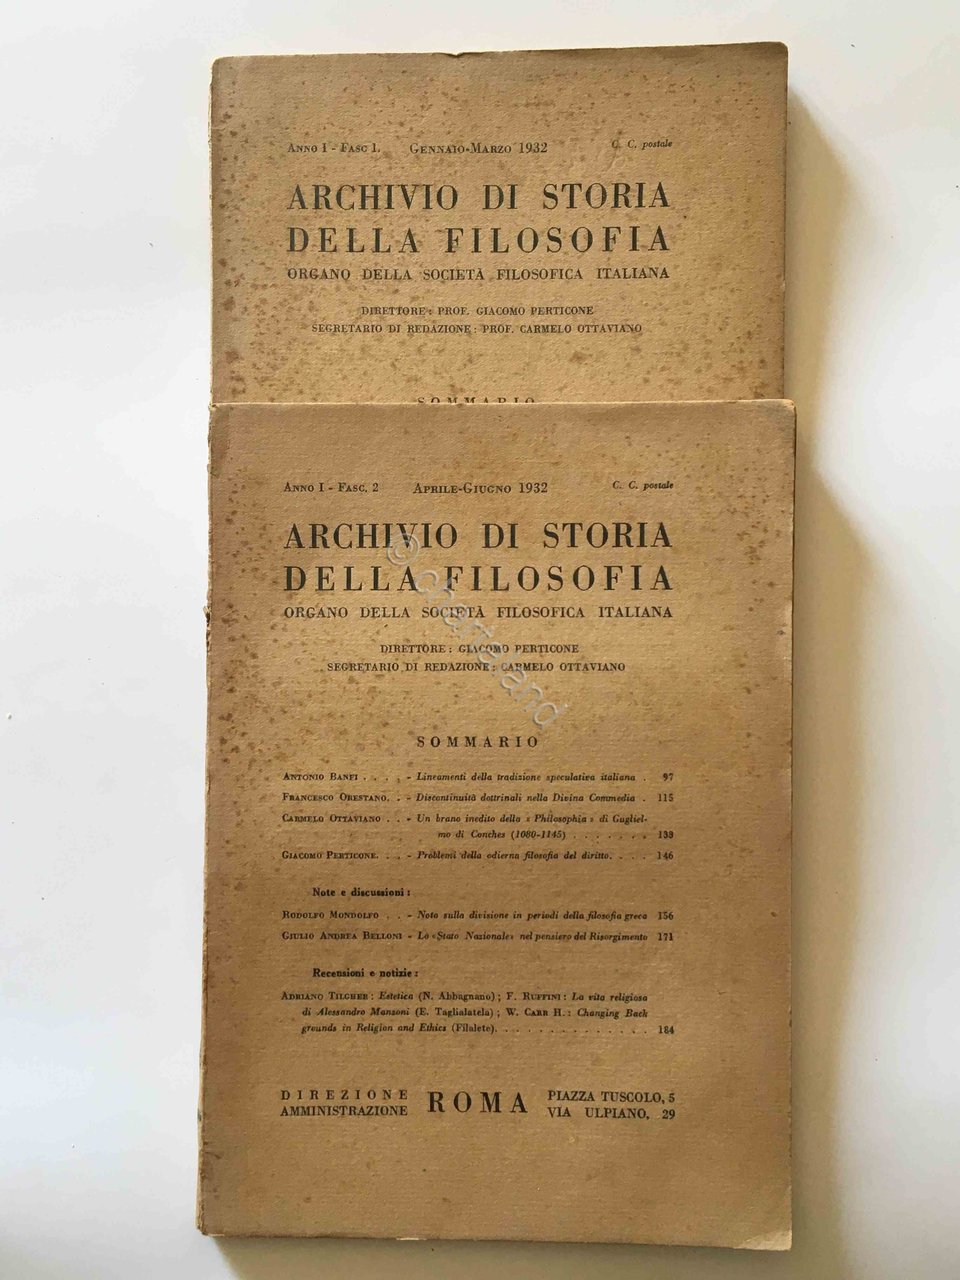 ANNO I - FASC 1. GENNAIO-MARZO 1932 C. C. postale
ARCHIVIO DI STORIA
DELLA FILOSOFIA
ORGANO DELLA SOCIETÀ FILOSOFICA ITALIANA
DIRETTORE : PROF. GIACOMO PERTICONE
SEGRETARIO DI REDAZIONE : PROF. CARMELO OTTAVIANO
SOMMARIO
ANNO I - FASC. 2 APRILE-GIUGNO 1932 C. C. postale
ARCHIVIO DI STORIA
DELLA FILOSOFIA
ORGANO DELLA SOCIETÀ FILOSOFICA ITALIANA
DIRETTORE : GIACOMO PERTICONE
SEGRETARIO DI REDAZIONE : CARMELO OTTAVIANO
© charta.land
SOMMARIO
ANTONIO BANFI . . . . - Lineamenti della tradizione speculativa italiana . 97
FRANCESCO ORESTANO. . - Discontinuità dottrinali nella Divina Commedia . 115
CARMELO OTTAVIANO . . - Un brano inedito della « Philosophia » di Gugliel-
mo di Conches (1080-1145) . . . . . . . 133
GIACOMO PERTICONE. . . - Problemi della odierna filosofia del diritto. . . . 146
Note e discussioni :
RODOLFO MONDOLFO . . - Nota sulla divisione in periodi della filosofia greca 156
GIULIO ANDREA BELLONI - Lo «Stato Nazionale» nel pensiero del Risorgimento 171
Recensioni e notizie :
ADRIANO TILGHER : Estetica (N. Abbagnano) ; F. RUFFINI : La vita religiosa
di Alessandro Manzoni (E. Taglialatela) ; W. CARR H. : Changing Back
grounds in Religion and Ethics (Filalete). . . . . . . . . . . . . . 184
DIREZIONE ROMA PIAZZA TUSCOLO, 5
AMMINISTRAZIONE VIA ULPIANO, 29